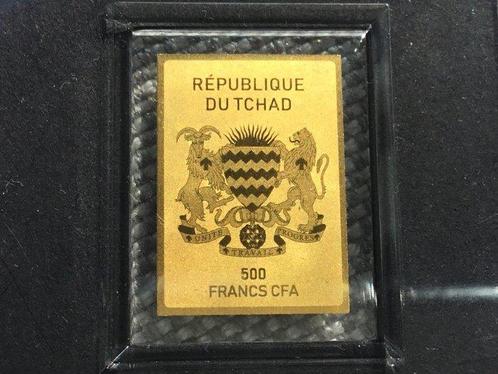 RÉPUBLIQUE
DU TCHAD
UNITÉ TRAVAIL PROGRÈS
500
FRANCS CFA